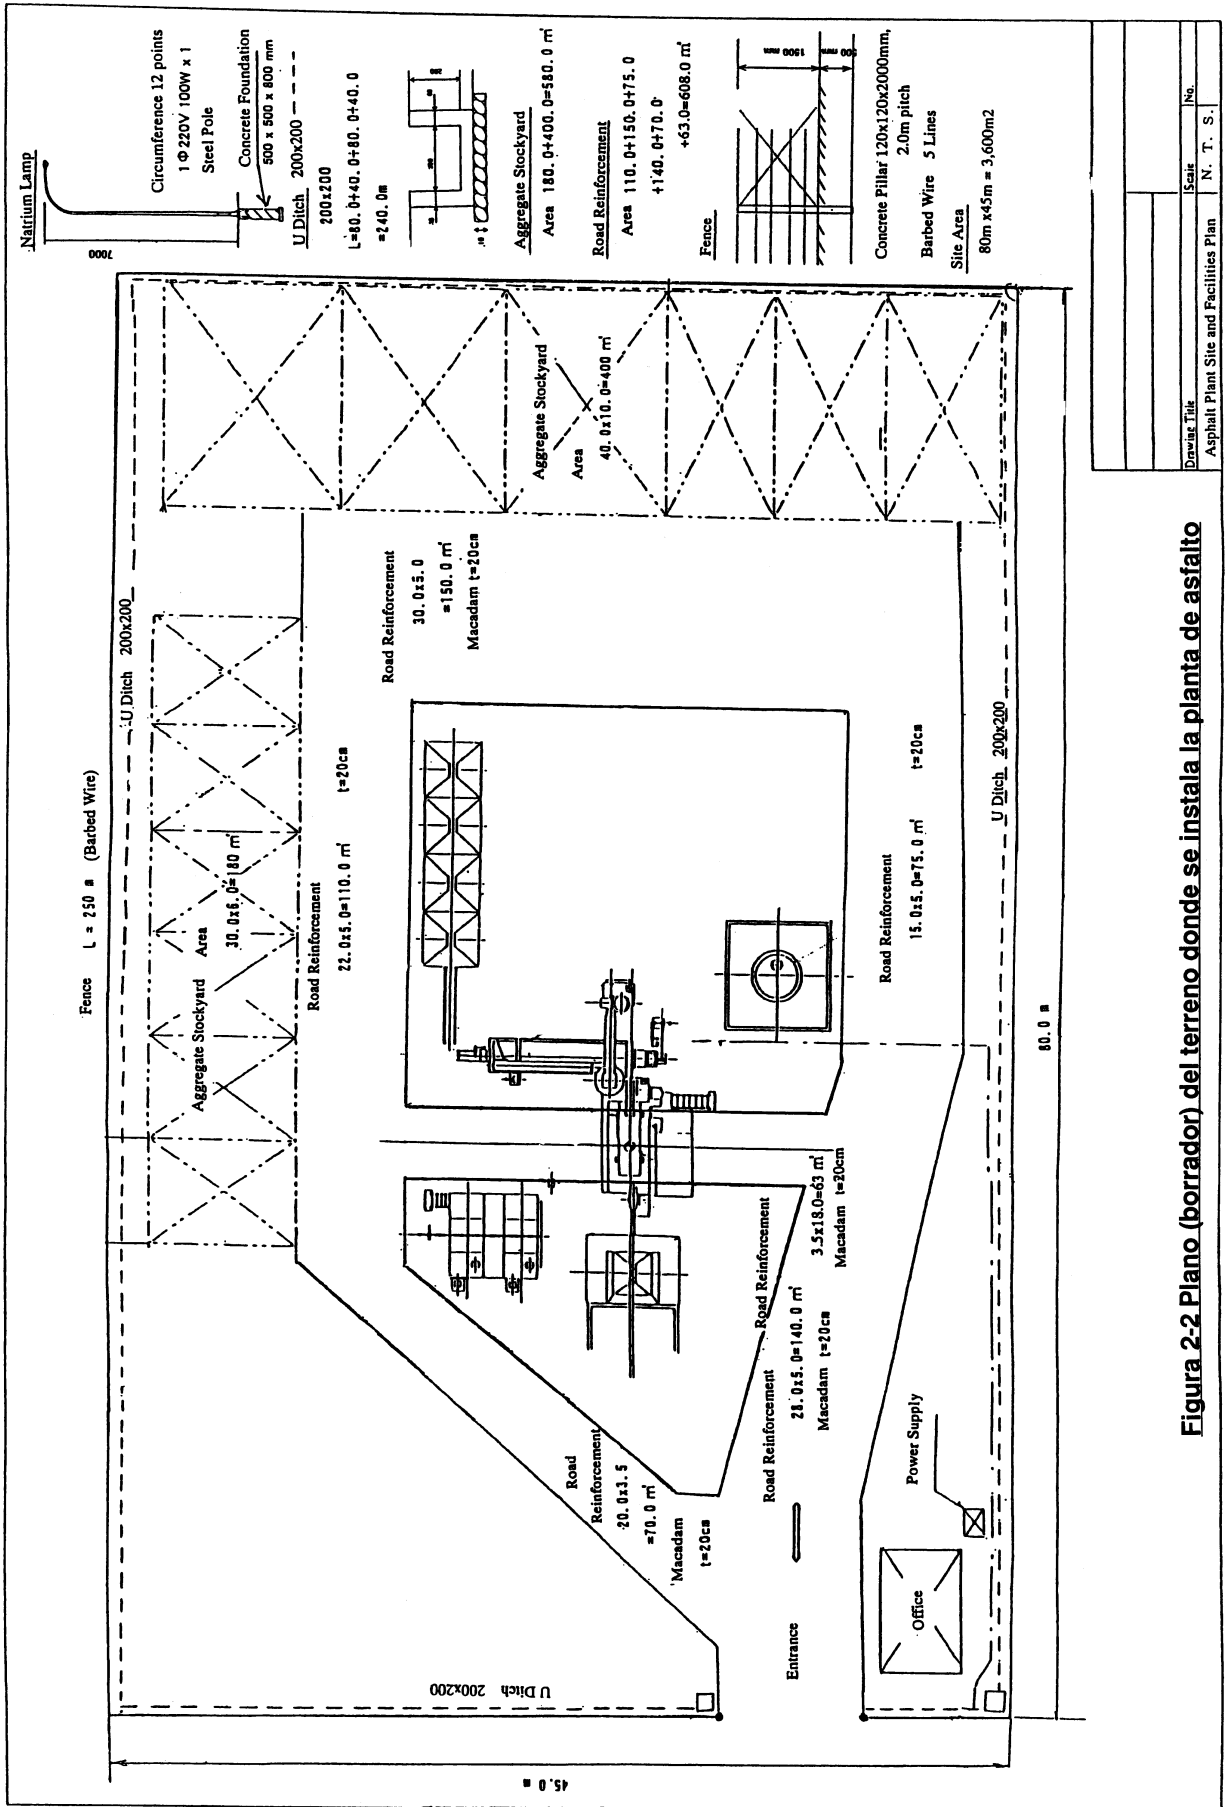 Natrium Lamp
7000
Circumference 12 points
1Φ220V 100W x 1
Steel Pole
Concrete Foundation
500 x 500 x 800 mm
U Ditch 200x200
200x200
L=80.0+40.0+80.0+40.0
=240.0m
Aggregate Stockyard
Area 180.0+400.0=580.0 ㎡
Road Reinforcement
Area 110.0+150.0+75.0
+140.0+70.0
+63.0=608.0 ㎡
Fence
1500 mm
500 mm
Concrete Pillar 120x120x2000mm,
2.0m pitch
Barbed Wire 5 Lines
Site Area
80m x45m = 3,600m2
Fence L = 250 m (Barbed Wire)
U Ditch 200x200
Aggregate Stockyard
Area
30.0x6.0=180 ㎡
Aggregate Stockyard
Area
40.0x10.0=400 ㎡
Road Reinforcement
22.0x5.0=110.0 ㎡
t=20cm
Road Reinforcement
30.0x5.0
=150.0 ㎡
Macadam t=20cm
Road Reinforcement
15.0x5.0=75.0 ㎡
t=20cm
U Ditch 200x200
Road
Reinforcement
20.0x3.5
=70.0 ㎡
Macadam
t=20cm
Road Reinforcement
28.0x5.0=140.0 ㎡
Macadam t=20cm
Road Reinforcement
3.5x18.0=63 ㎡
Macadam t=20cm
U Ditch 200x200
Entrance
Office
Power Supply
45.0 m
80.0 m
Drawing Title
Scale
No.
Asphalt Plant Site and Facilities Plan
N. T. S.
Figura 2-2 Plano (borrador) del terreno donde se instala la planta de asfalto